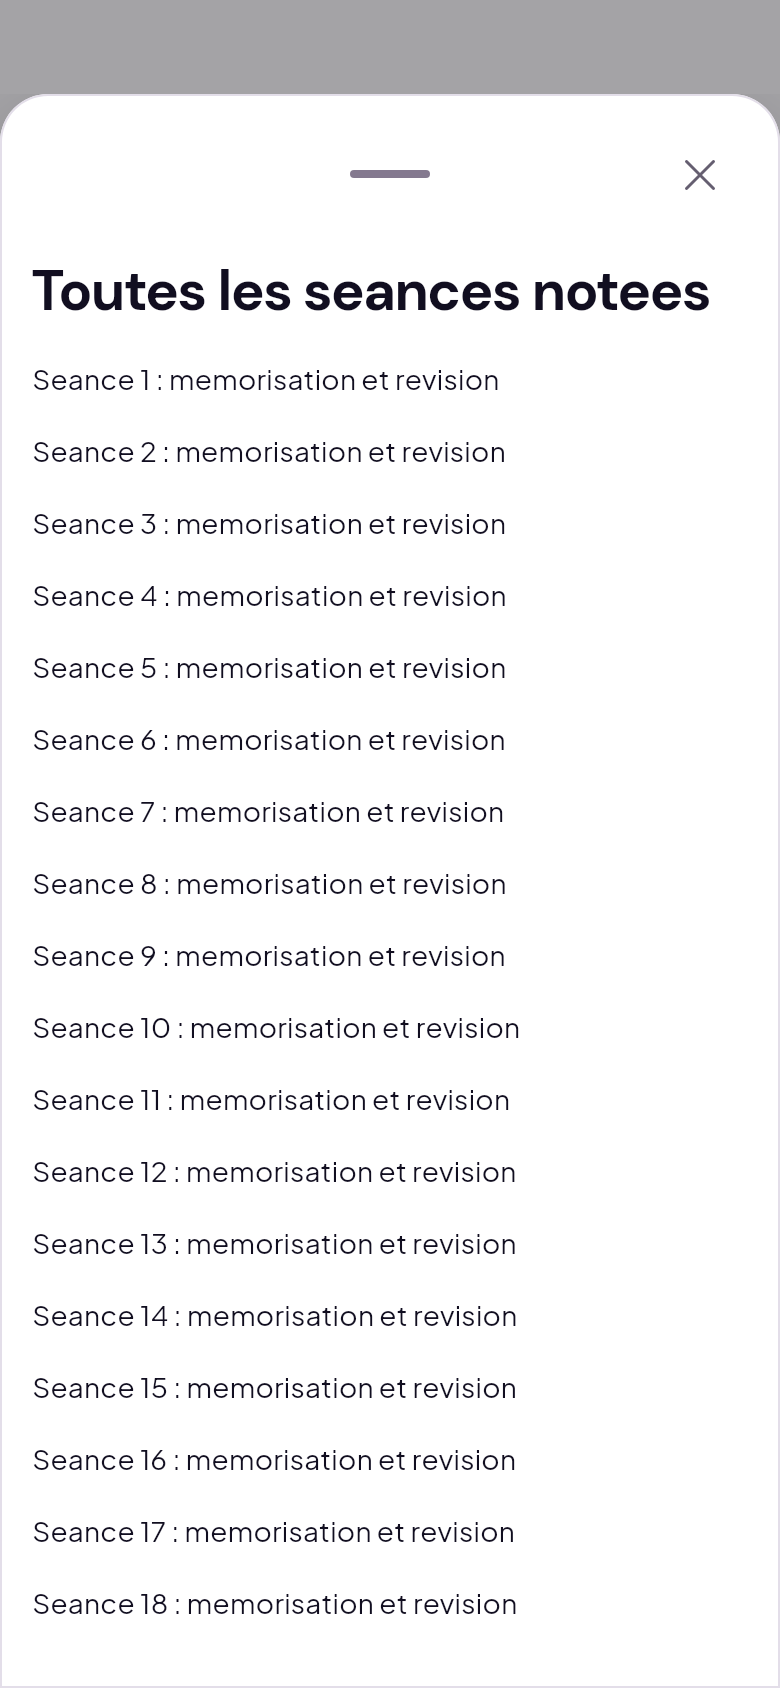 Toutes les seances notees
Seance 1 : memorisation et revision
Seance 2 : memorisation et revision
Seance 3 : memorisation et revision
Seance 4 : memorisation et revision
Seance 5 : memorisation et revision
Seance 6 : memorisation et revision
Seance 7 : memorisation et revision
Seance 8 : memorisation et revision
Seance 9 : memorisation et revision
Seance 10 : memorisation et revision
Seance 11 : memorisation et revision
Seance 12 : memorisation et revision
Seance 13 : memorisation et revision
Seance 14 : memorisation et revision
Seance 15 : memorisation et revision
Seance 16 : memorisation et revision
Seance 17 : memorisation et revision
Seance 18 : memorisation et revision